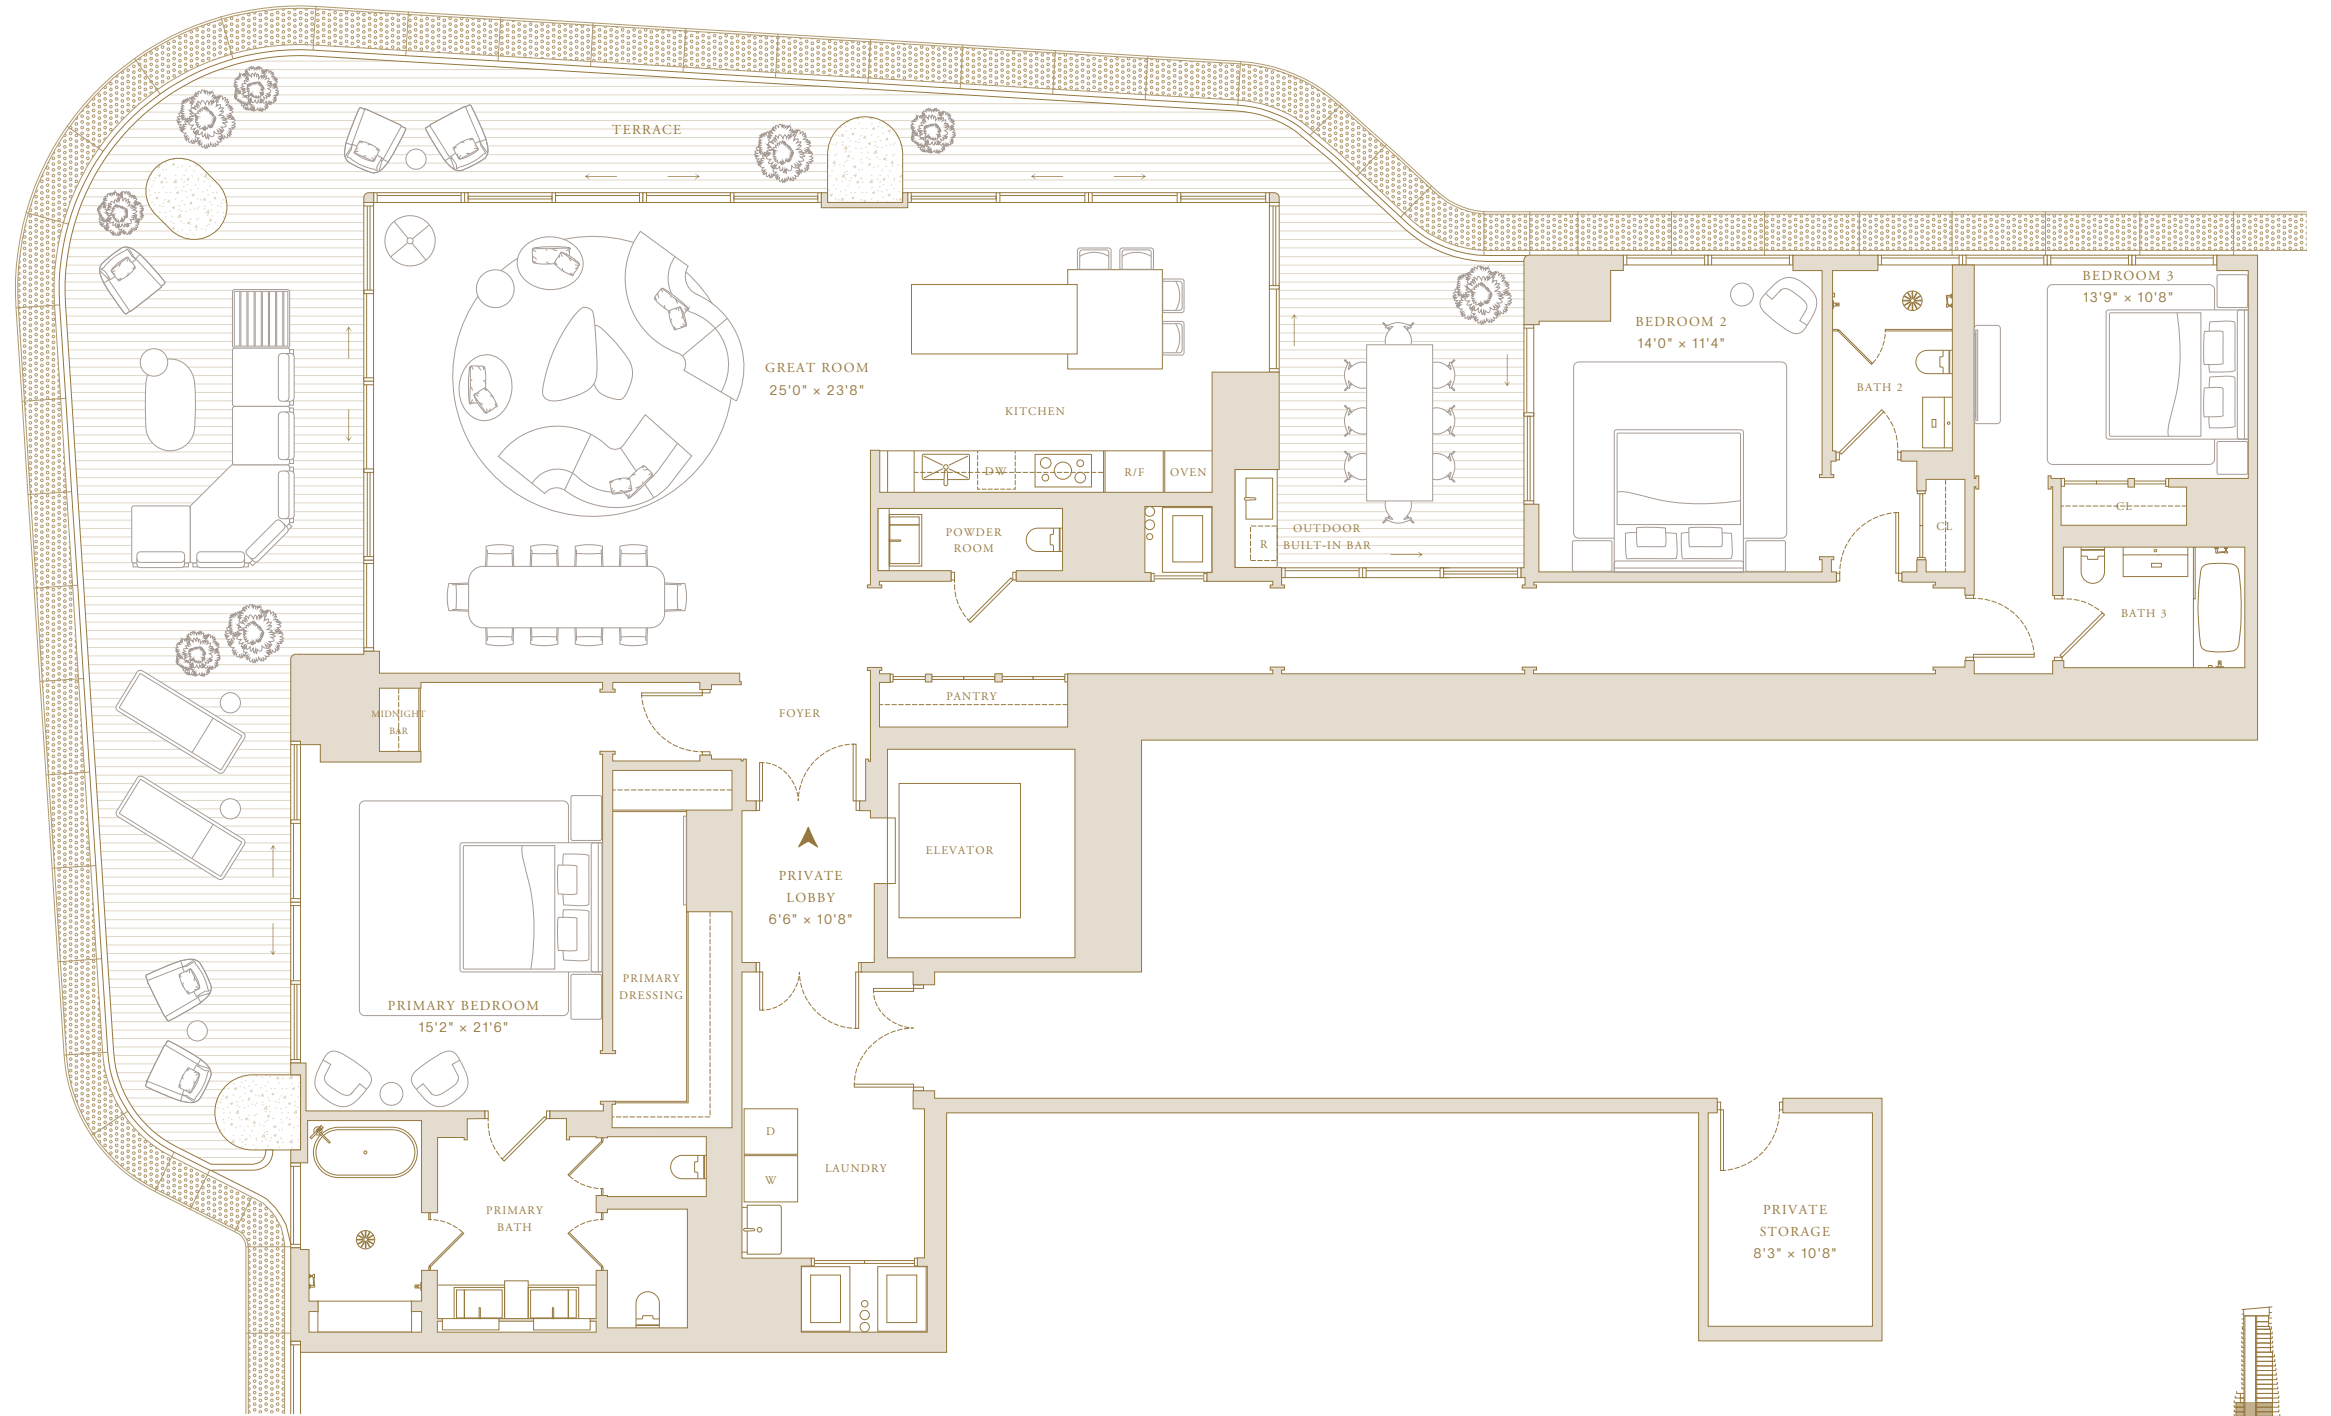 TERRACE
GREAT ROOM
25'0" × 23'8"
KITCHEN
DW
R/F
OVEN
POWDER
ROOM
OUTDOOR
BUILT-IN BAR
R
BEDROOM 2
14'0" × 11'4"
BATH 2
CL
BEDROOM 3
13'9" × 10'8"
CL
BATH 3
MIDNIGHT
BAR
FOYER
PANTRY
ELEVATOR
PRIVATE
LOBBY
6'6" × 10'8"
PRIMARY BEDROOM
15'2" × 21'6"
PRIMARY
DRESSING
D
W
LAUNDRY
PRIMARY
BATH
PRIVATE
STORAGE
8'3" × 10'8"